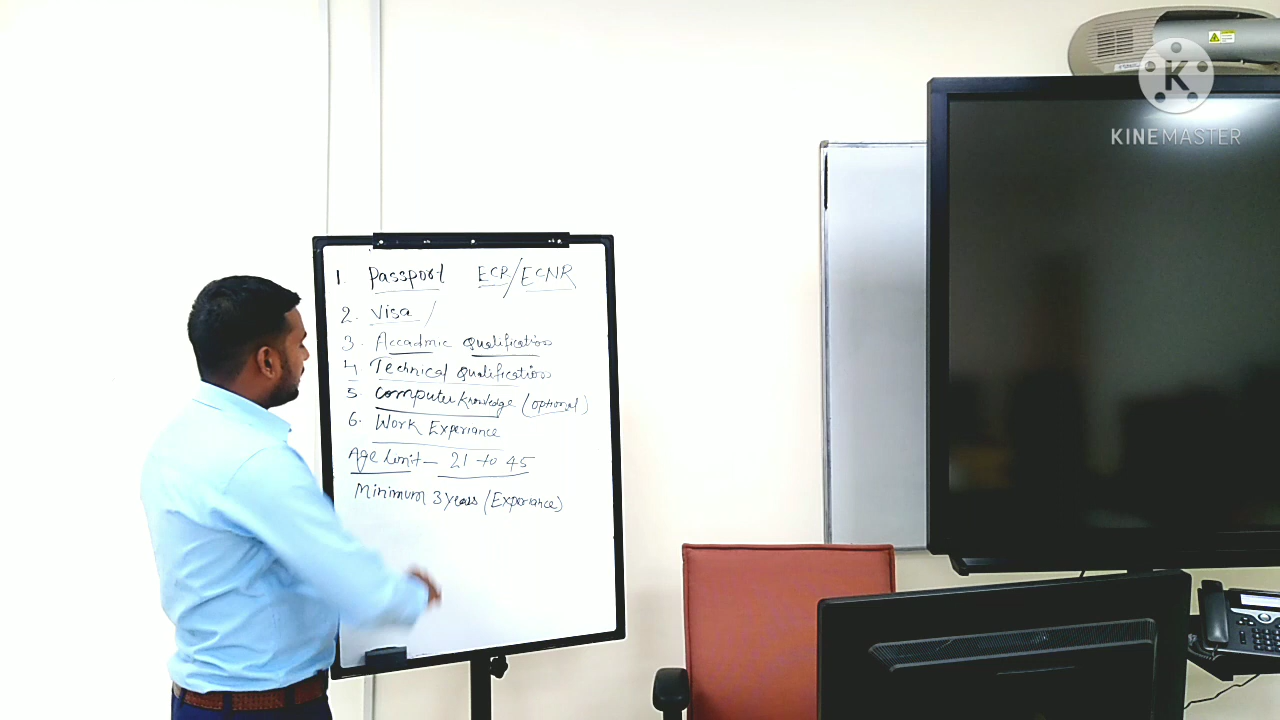 1. Passport ECR/ECNR
2. Visa /
3. Accadmic Qualification
4 Technical Qualification
5. Computer Knowledge (optional)
6. Work Experiance
Age limit - 21 to 45
Minimum 3 years (Experiance)
K
KINEMASTER